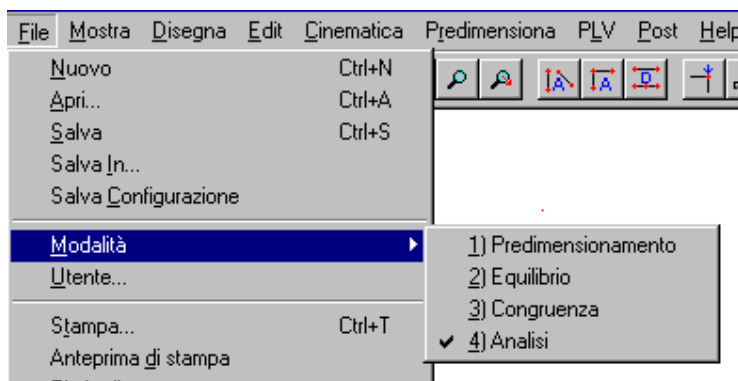 File Mostra Disegna Edit Cinematica Predimensiona PLV Post Help
Nuovo Ctrl+N
Apri... Ctrl+A
Salva Ctrl+S
Salva In...
Salva Configurazione
Modalità
Utente...
Stampa... Ctrl+T
Anteprima di stampa
1) Predimensionamento
2) Equilibrio
3) Congruenza
4) Analisi
A A D